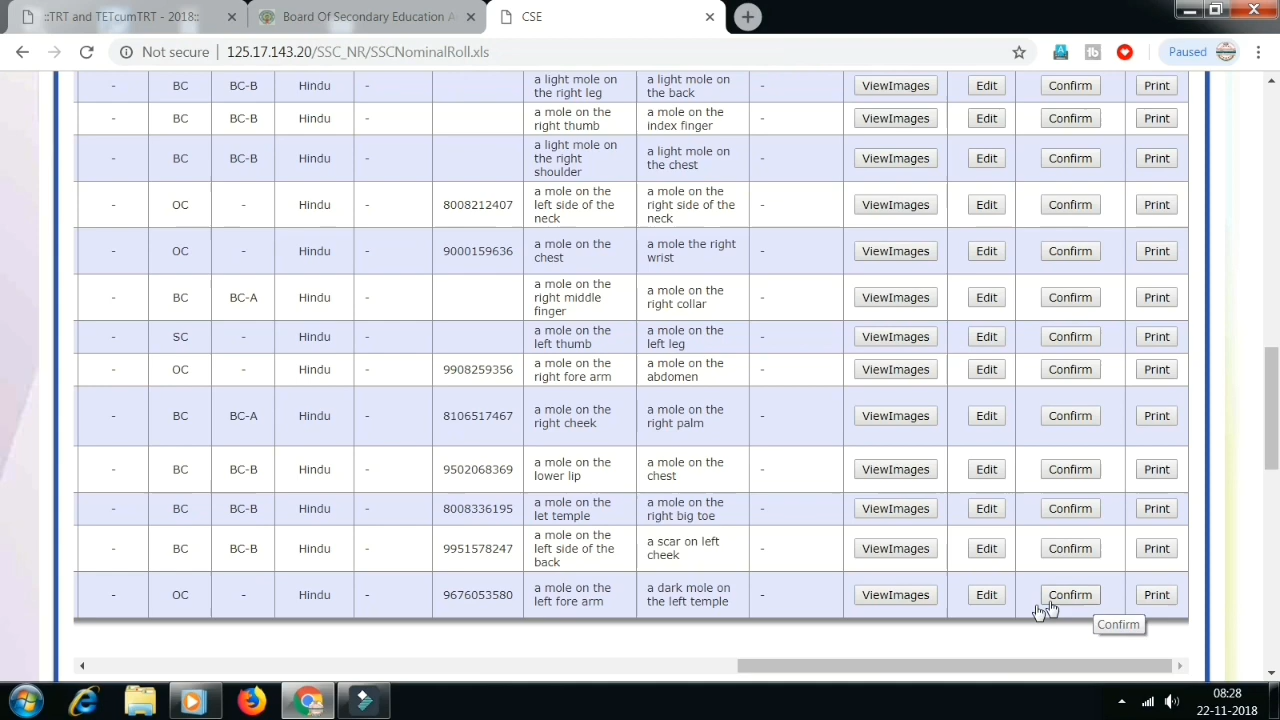 ::TRT and TETcumTRT - 2018::
Board Of Secondary Education A
CSE
Not secure
125.17.143.20/SSC_NR/SSCNominalRoll.xls
Paused
- BC BC-B Hindu - a light mole on the right leg a light mole on the back - ViewImages Edit Confirm Print
- BC BC-B Hindu - a mole on the right thumb a mole on the index finger - ViewImages Edit Confirm Print
- BC BC-B Hindu - a light mole on the right shoulder a light mole on the chest - ViewImages Edit Confirm Print
- OC - Hindu - 8008212407 a mole on the left side of the neck a mole on the right side of the neck - ViewImages Edit Confirm Print
- OC - Hindu - 9000159636 a mole on the chest a mole the right wrist - ViewImages Edit Confirm Print
- BC BC-A Hindu - a mole on the right middle finger a mole on the right collar - ViewImages Edit Confirm Print
- SC - Hindu - a mole on the left thumb a mole on the left leg - ViewImages Edit Confirm Print
- OC - Hindu - 9908259356 a mole on the right fore arm a mole on the abdomen - ViewImages Edit Confirm Print
- BC BC-A Hindu - 8106517467 a mole on the right cheek a mole on the right palm - ViewImages Edit Confirm Print
- BC BC-B Hindu - 9502068369 a mole on the lower lip a mole on the chest - ViewImages Edit Confirm Print
- BC BC-B Hindu - 8008336195 a mole on the let temple a mole on the right big toe - ViewImages Edit Confirm Print
- BC BC-B Hindu - 9951578247 a mole on the left side of the back a scar on left cheek - ViewImages Edit Confirm Print
- OC - Hindu - 9676053580 a mole on the left fore arm a dark mole on the left temple - ViewImages Edit Confirm Print
Confirm
08:28
22-11-2018